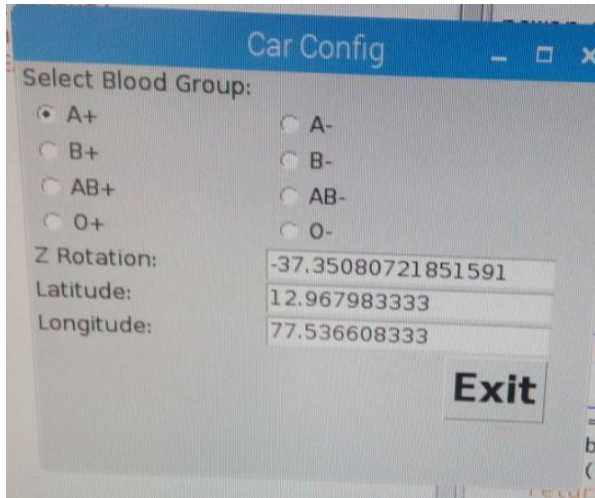 Car Config
Select Blood Group:
A+ A-
B+ B-
AB+ AB-
O+ O-
Z Rotation: -37.35080721851591
Latitude: 12.967983333
Longitude: 77.536608333
Exit